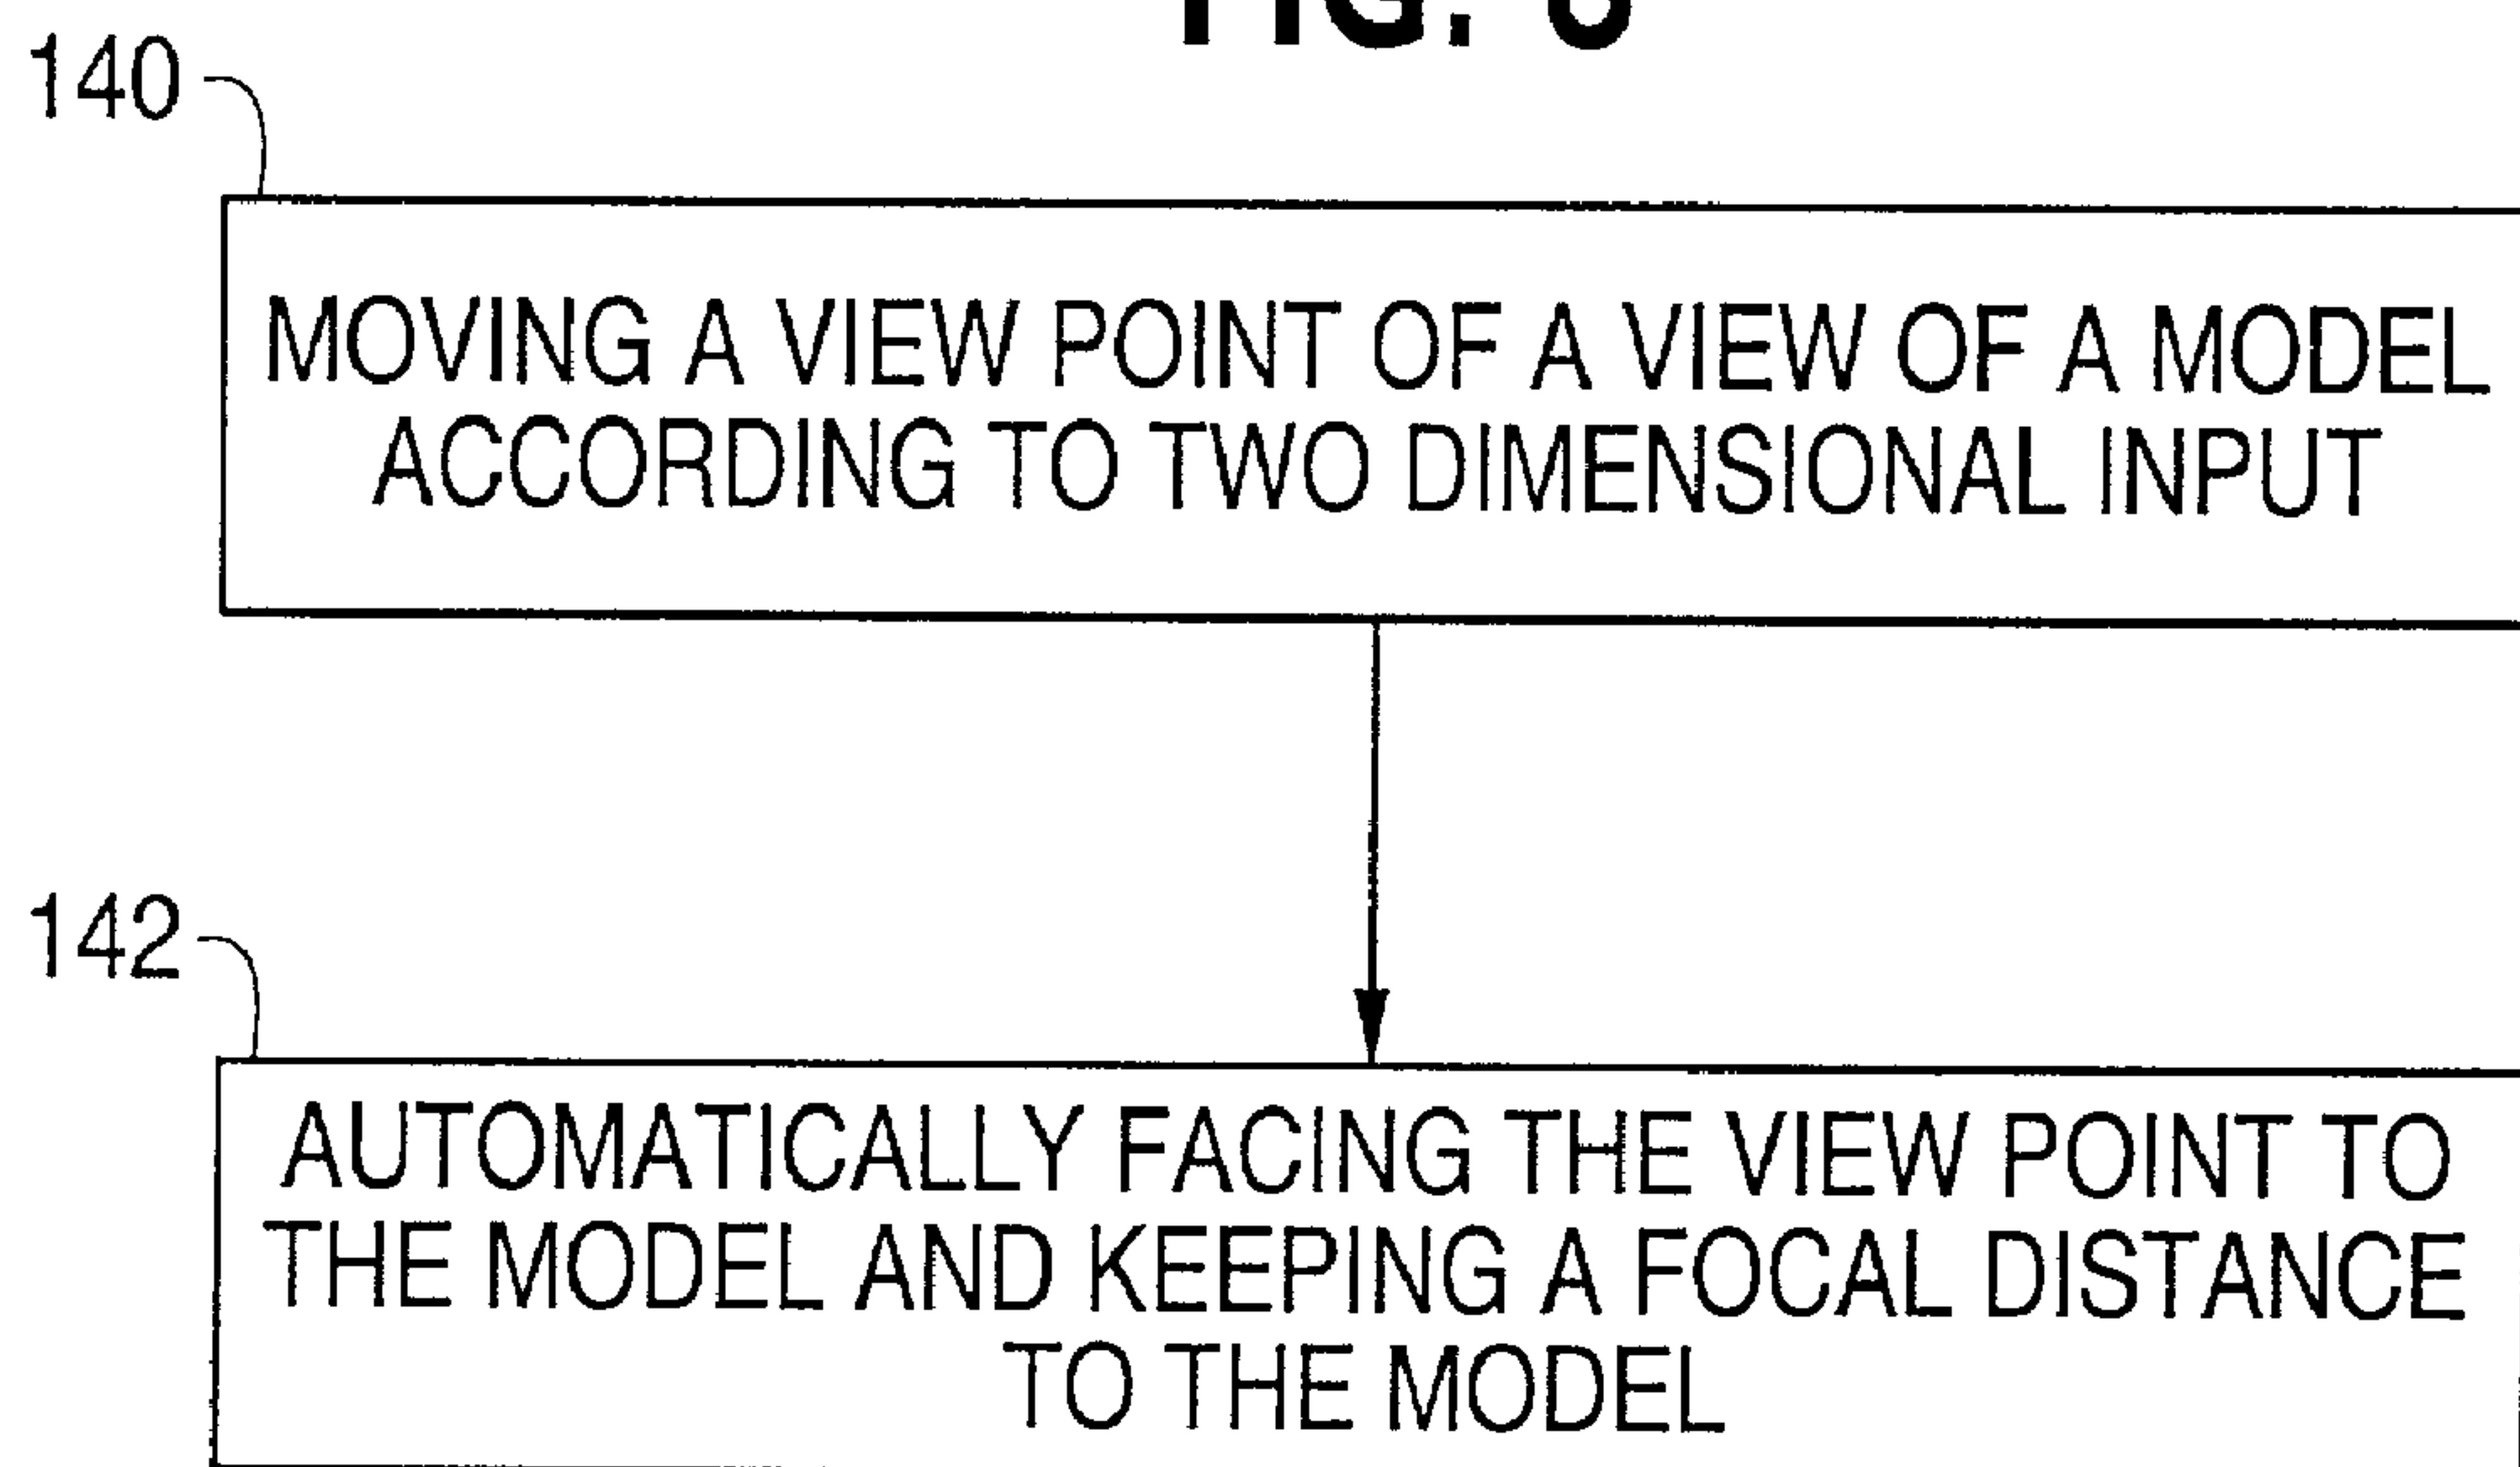 FIG.
140
MOVING A VIEW POINT OF A VIEW OF A MODEL
ACCORDING TO TWO DIMENSIONAL INPUT
142
AUTOMATICALLY FACING THE VIEW POINT TO
THE MODEL AND KEEPING A FOCAL DISTANCE
TO THE MODEL